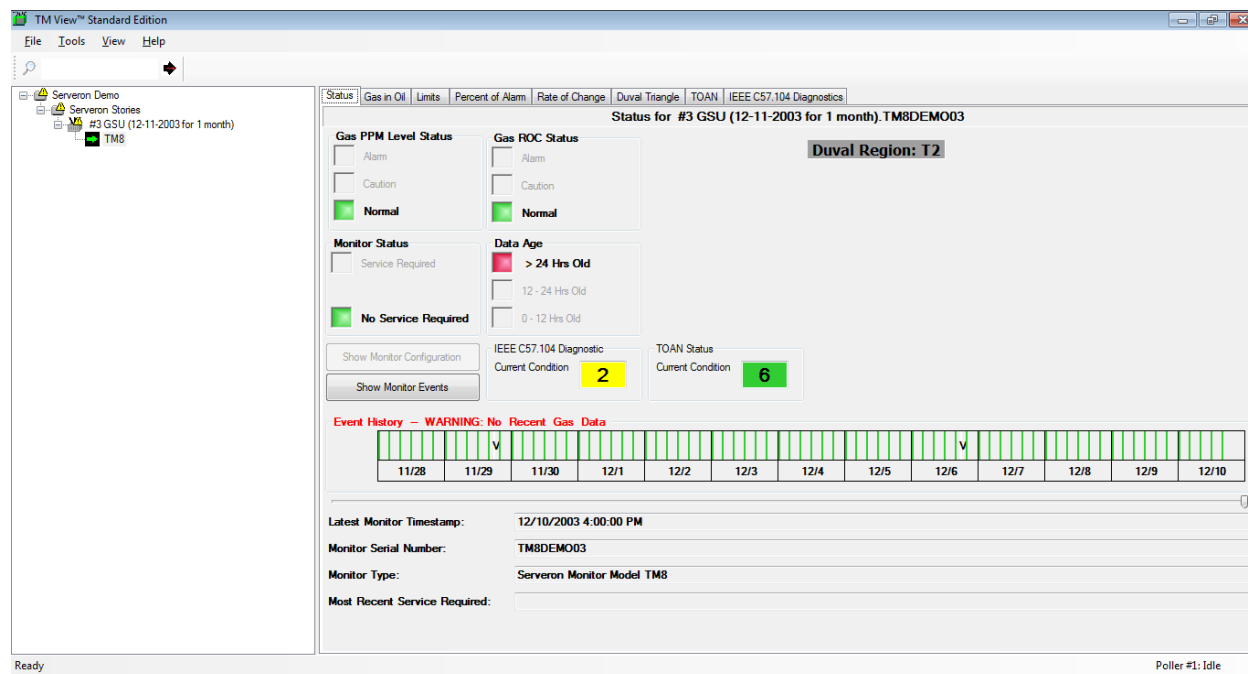 TM View™ Standard Edition
File Tools View Help
Serveron Demo
Serveron Stories
#3 GSU (12-11-2003 for 1 month)
TM8
Status Gas in Oil Limits Percent of Alarm Rate of Change Duval Triangle TOAN IEEE C57.104 Diagnostics
Status for #3 GSU (12-11-2003 for 1 month).TM8DEMO03
Gas PPM Level Status
Alarm
Caution
Normal
Gas ROC Status
Alarm
Caution
Normal
Duval Region: T2
Monitor Status
Service Required
No Service Required
Data Age
> 24 Hrs Old
12 - 24 Hrs Old
0 - 12 Hrs Old
Show Monitor Configuration
Show Monitor Events
IEEE C57.104 Diagnostic
Current Condition 2
TOAN Status
Current Condition 6
Event History – WARNING: No Recent Gas Data
V V
11/28 11/29 11/30 12/1 12/2 12/3 12/4 12/5 12/6 12/7 12/8 12/9 12/10
Latest Monitor Timestamp: 12/10/2003 4:00:00 PM
Monitor Serial Number: TM8DEMO03
Monitor Type: Serveron Monitor Model TM8
Most Recent Service Required:
Ready Poller #1: Idle